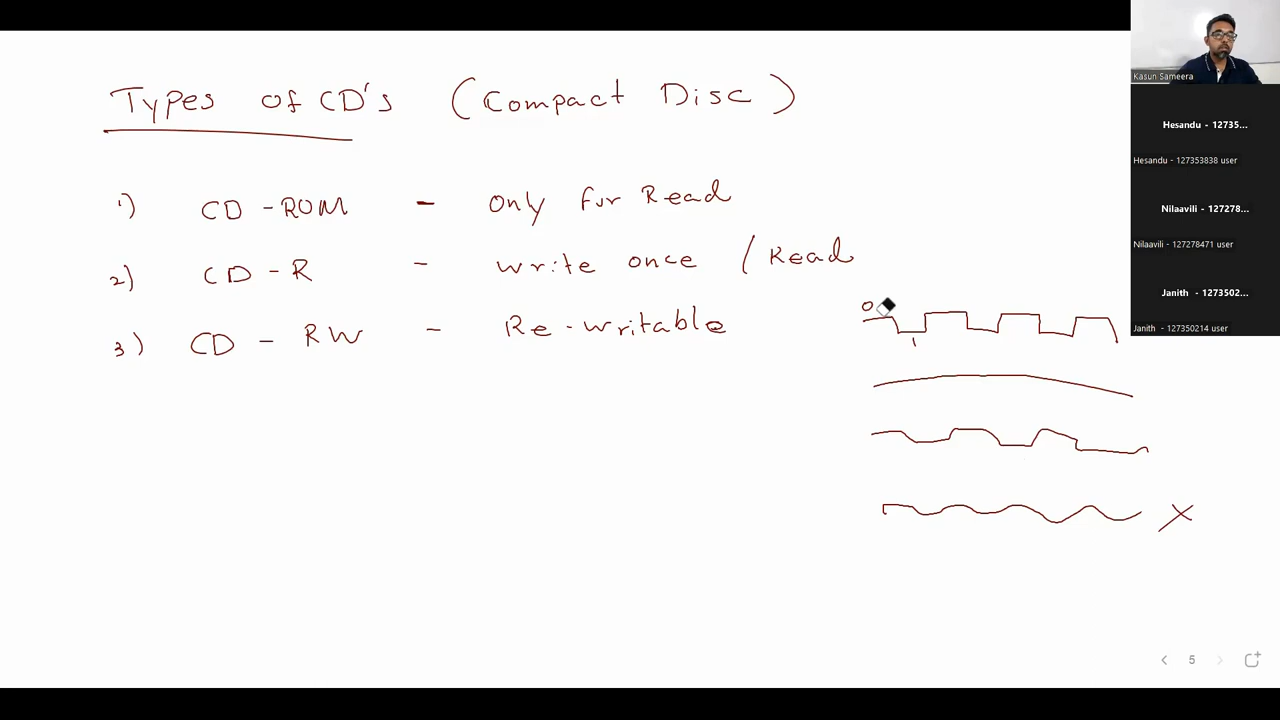 Types of CD's (Compact Disc)
1) CD-ROM - Only for Read
2) CD-R - write once / Read
3) CD-RW - Re-writable
0
1
X
Kasun Sameera
Hesandu - 12735...
Hesandu - 127353838 user
Nilaavili - 127278...
Nilaavili - 127278471 user
Janith - 1273502...
Janith - 127350214 user
5